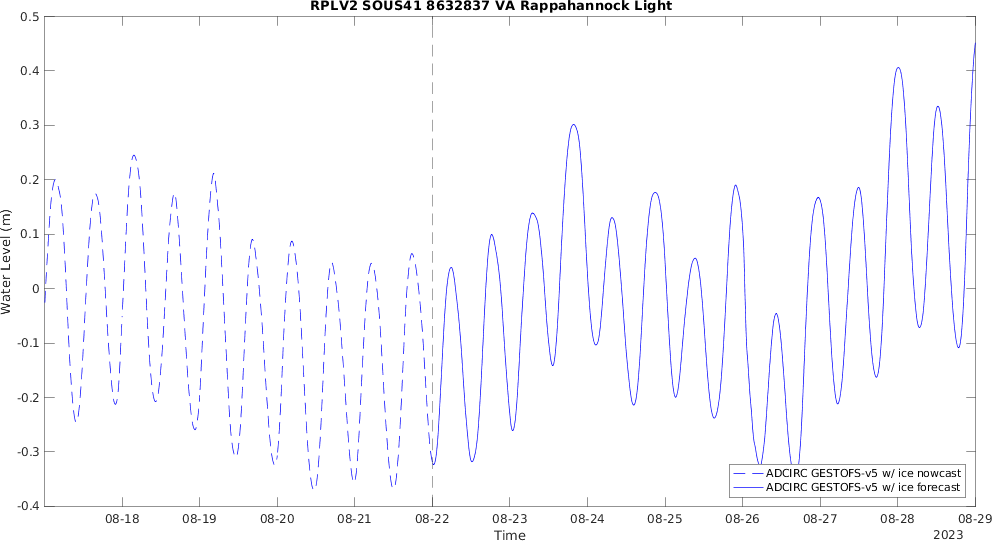 RPLV2 SOUS41 8632837 VA Rappahannock Light
0.5
0.4
0.3
0.2
0.1
0
-0.1
-0.2
-0.3
-0.4
Water Level (m)
ADCIRC GESTOFS-v5 w/ ice nowcast
ADCIRC GESTOFS-v5 w/ ice forecast
08-18 08-19 08-20 08-21 08-22 08-23 08-24 08-25 08-26 08-27 08-28 08-29
Time
2023